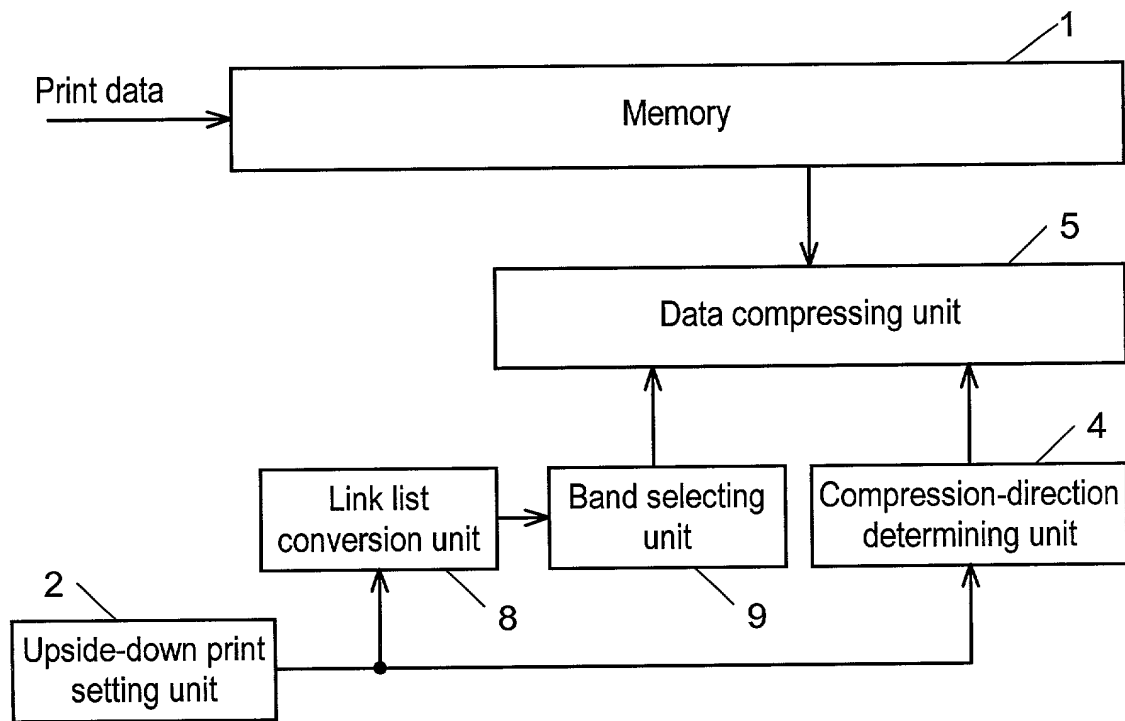 1
Print data
Memory
5
Data compressing unit
4
Link list
conversion unit
Band selecting
unit
Compression-direction
determining unit
2
8
9
Upside-down print
setting unit